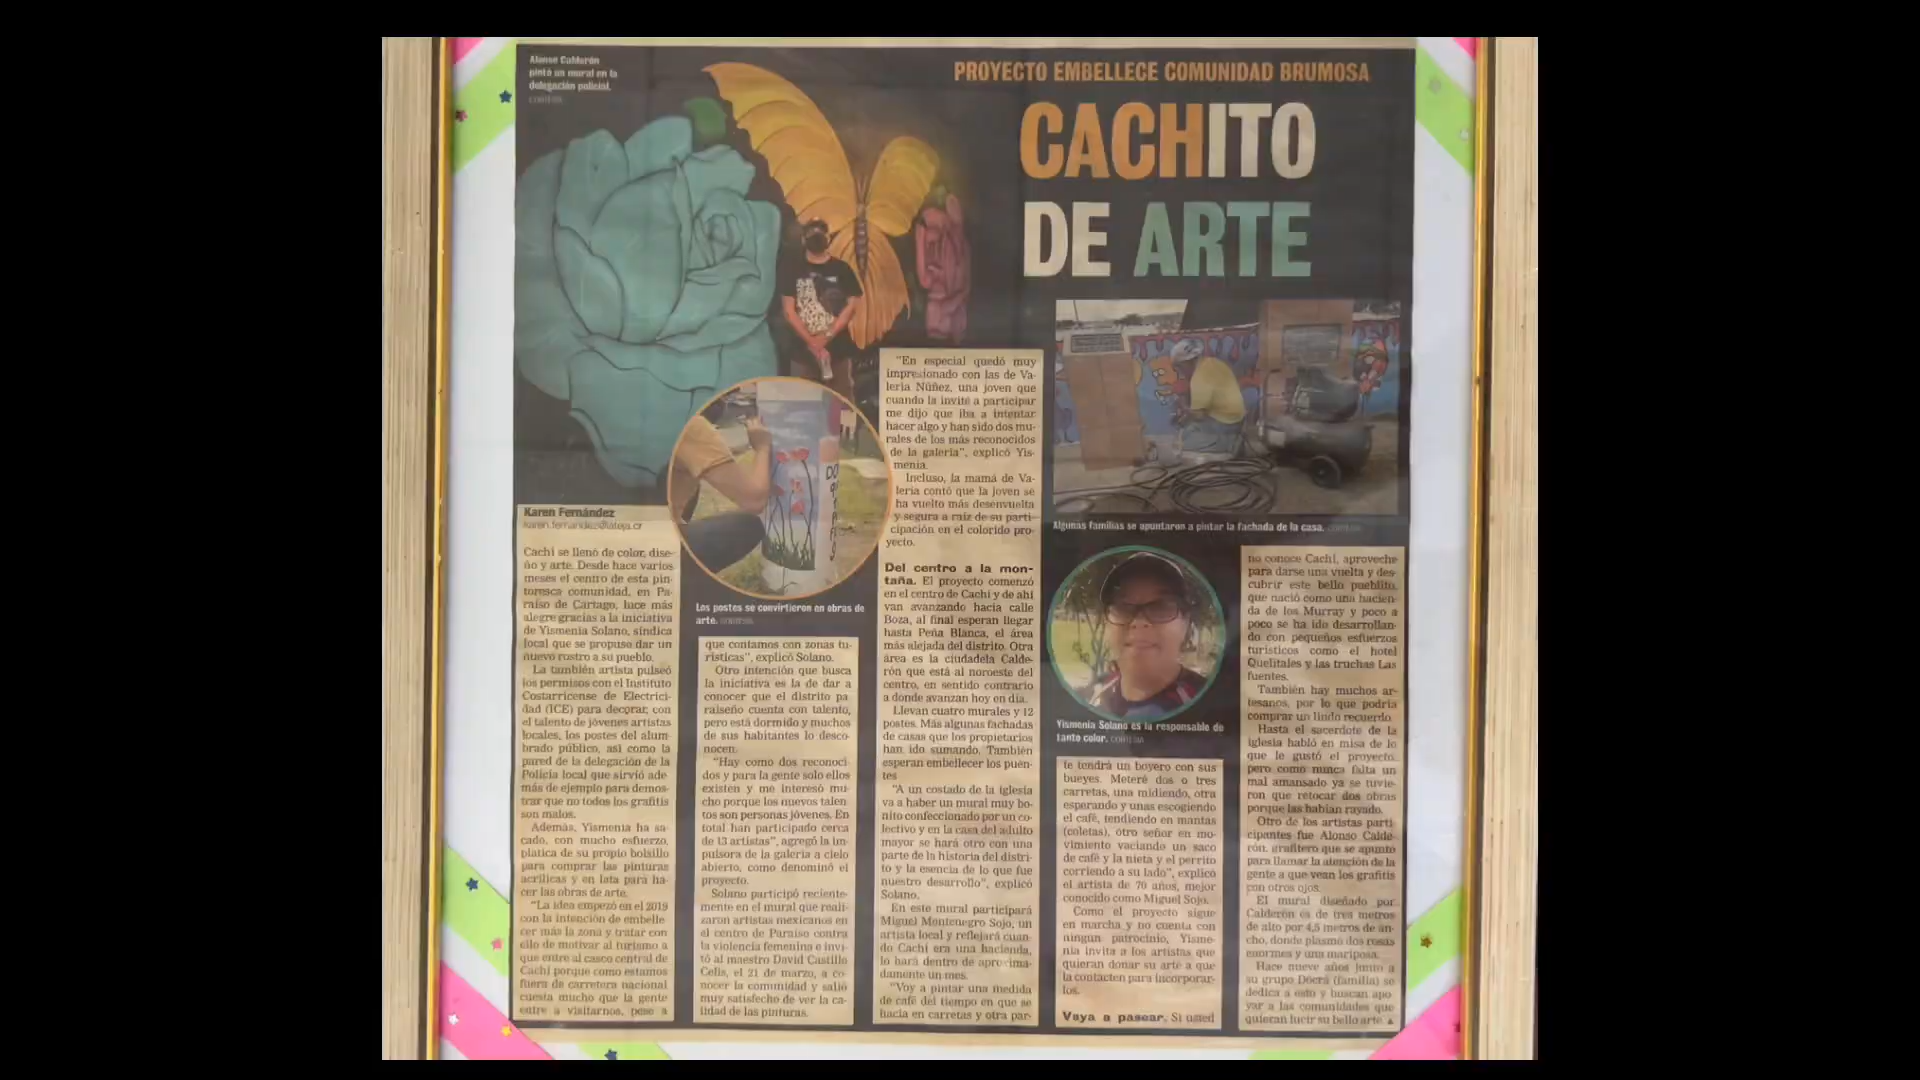 Alonso Calderón
pintó un mural en la
delegación policial.
CORTESÍA
PROYECTO EMBELLECE COMUNIDAD BRUMOSA
CACHITO
DE ARTE
Karen Fernández
karen.fernandez@lateja.cr
Cachí se llenó de color, dise-
ño y arte. Desde hace varios
meses el centro de esta pin-
toresca comunidad, en Pa-
raíso de Cartago, luce más
alegre gracias a la iniciativa
de Yismenia Solano, síndica
local que se propuso dar un
nuevo rostro a su pueblo.
La también artista pulseó
los permisos con el Instituto
Costarricense de Electrici-
dad (ICE) para decorar, con
el talento de jóvenes artistas
locales, los postes del alum-
brado público, así como la
pared de la delegación de la
Policía local que sirvió ade
más de ejemplo para demos-
trar que no todos los grafitis
son malos.
Además, Yismenia ha sa-
cado, con mucho esfuerzo,
platica de su propio bolsillo
para comprar las pinturas
acrílicas y en lata para ha-
cer las obras de arte.
“La idea empezó en el 2019
con la intención de embelle
cer más la zona y tratar con
ello de motivar al turismo a
que entre al casco central de
Cachí porque como estamos
fuera de carretera nacional
cuesta mucho que la gente
entre a visitarnos, pese a
Los postes se convirtieron en obras de
arte. CORTESÍA
que contamos con zonas tu-
rísticas”, explicó Solano.
Otro intención que busca
la iniciativa es la de dar a
conocer que el distrito pa
raiseño cuenta con talento,
pero está dormido y muchos
de sus habitantes lo desco-
nocen.
“Hay como dos reconoci
dos y para la gente solo ellos
existen y me interesó mu-
cho porque los nuevos talen
tos son personas jóvenes. En
total han participado cerca
de 13 artistas”, agregó la im-
pulsora de la galería a cielo
abierto, como denominó el
proyecto.
Solano participó reciente-
mente en el mural que reali-
zaron artistas mexicanos en
el centro de Paraíso contra
la violencia femenina e invi-
tó al maestro David Castillo
Celis, el 21 de marzo, a co-
nocer la comunidad y salió
muy satisfecho de ver la ca-
lidad de las pinturas.
“En especial quedó muy
impresionado con las de Va-
leria Núñez, una joven que
cuando la invité a participar
me dijo que iba a intentar
hacer algo y han sido dos mu-
rales de los más reconocidos
de la galería”, explicó Yis-
menia.
Incluso, la mamá de Va-
leria contó que la joven se
ha vuelto más desenvuelta
y segura a raíz de su parti-
cipación en el colorido pro-
yecto.
Del centro a la mon-
taña. El proyecto comenzó
en el centro de Cachí y de ahí
van avanzando hacia calle
Boza, al final esperan llegar
hasta Peña Blanca, el área
más alejada del distrito. Otra
área es la ciudadela Calde-
rón que está al noroeste del
centro, en sentido contrario
a donde avanzan hoy en día.
Llevan cuatro murales y 12
postes. Más algunas fachadas
de casas que los propietarios
han ido sumando. También
esperan embellecer los puen-
tes
“A un costado de la iglesia
va a haber un mural muy bo-
nito confeccionado por un co-
lectivo y en la casa del adulto
mayor se hará otro con una
parte de la historia del distri-
to y la esencia de lo que fue
nuestro desarrollo”, explicó
Solano.
En este mural participará
Miguel Montenegro Sojo, un
artista local y reflejará cuan-
do Cachí era una hacienda,
lo hará dentro de aproxima-
damente un mes.
“Voy a pintar una medida
de café del tiempo en que se
hacía en carretas y otra par-
Algunas familias se apuntaron a pintar la fachada de la casa. CORTESÍA
Yismenia Solano es la responsable de
tanto color. CORTESÍA
te tendrá un boyero con sus
bueyes. Meteré dos o tres
carretas, una midiendo, otra
esperando y unas escogiendo
el café, tendiendo en mantas
(coletas), otro señor en mo-
vimiento vaciando un saco
de café y la nieta y el perrito
corriendo a su lado”, explicó
el artista de 70 años, mejor
conocido como Miguel Sojo.
Como el proyecto sigue
en marcha y no cuenta con
ningún patrocinio, Yisme-
nia invita a los artistas que
quieran donar su arte a que
la contacten para incorporar-
los.
Vaya a pasear. Si usted
no conoce Cachí, aproveche
para darse una vuelta y des-
cubrir este bello pueblito,
que nació como una hacien-
da de los Murray y poco a
poco se ha ido desarrollan-
do con pequeños esfuerzos
turísticos como el hotel
Quelitales y las truchas Las
fuentes.
También hay muchos ar-
tesanos, por lo que podría
comprar un lindo recuerdo.
Hasta el sacerdote de la
iglesia habló en misa de lo
que le gustó el proyecto,
pero como nunca falta un
mal amansado ya se tuvie-
ron que retocar dos obras
porque las habían rayado.
Otro de los artistas parti-
cipantes fue Alonso Calde-
rón, grafitero que se apunto
para llamar la atención de la
gente a que vean los grafitis
con otros ojos.
El mural diseñado por
Calderón es de tres metros
de alto por 4,5 metros de an-
cho, donde plasmó dos rosas
enormes y una mariposa.
Hace nueve años junto a
su grupo Docra (familia) se
dedica a esto y buscan apo
yar a las comunidades que
quieran lucir su bello arte.